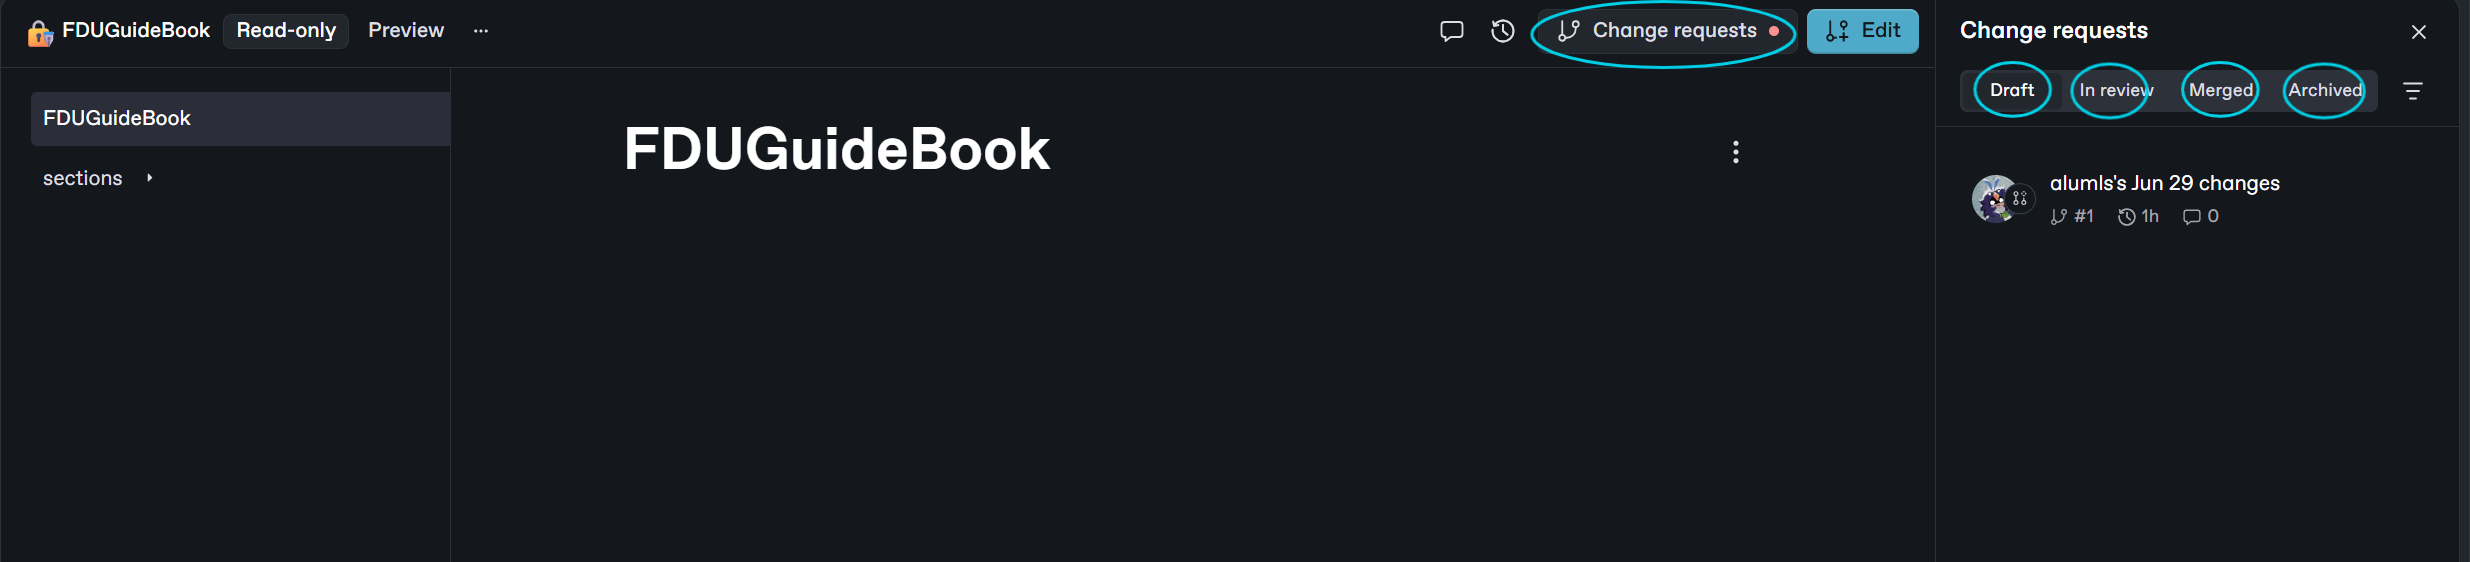 FDUGuideBook Read-only Preview ... Change requests Edit
Change requests
Draft In review Merged Archived
FDUGuideBook
sections
FDUGuideBook
alumls's Jun 29 changes
#1 1h 0